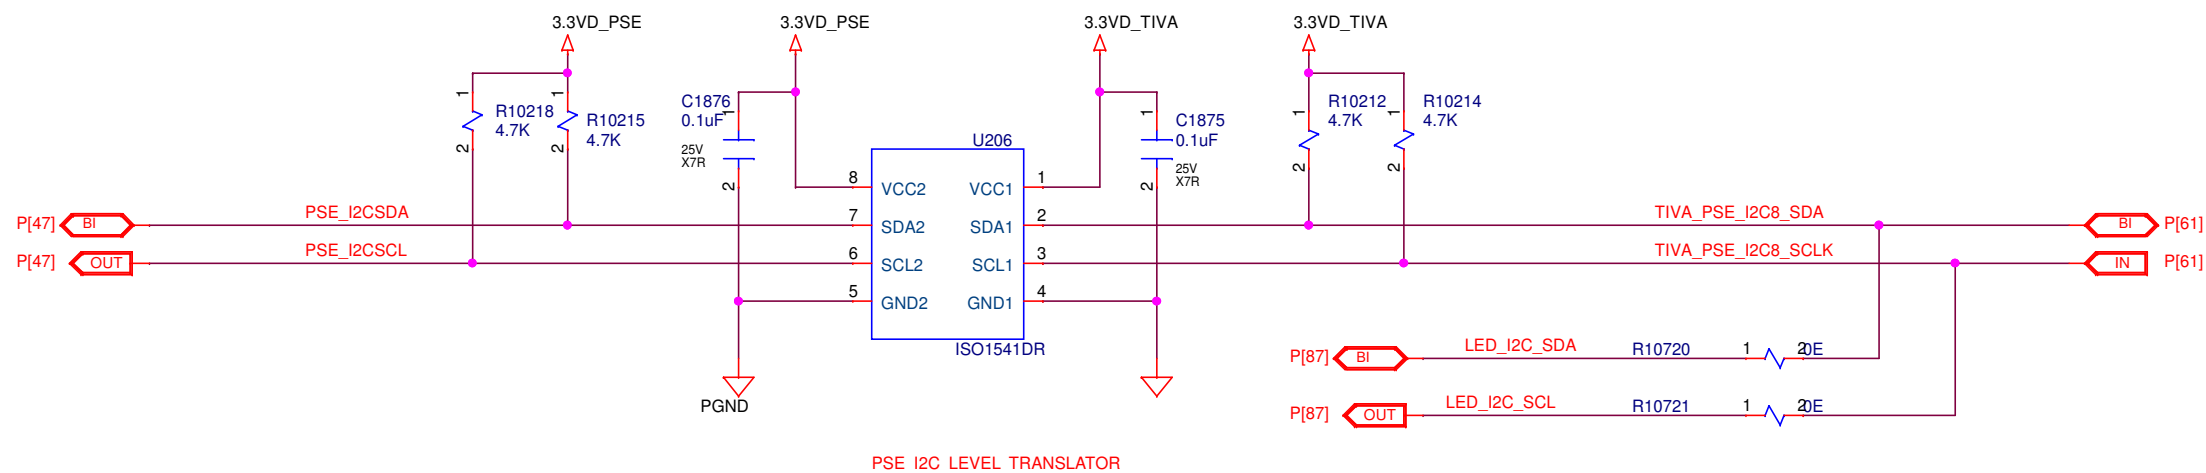 3.3VD_PSE
3.3VD_PSE
3.3VD_TIVA
3.3VD_TIVA
1
R10218
4.7K
2
1
R10215
4.7K
2
C1876
0.1uF
1
25V
X7R
2
U206
1
C1875
0.1uF
25V
X7R
2
1
R10212
4.7K
2
R10214
4.7K
1
2
8
VCC2
VCC1
1
P[47]
BI
PSE_I2CSDA
7
SDA2
SDA1
2
TIVA_PSE_I2C8_SDA
BI
P[61]
P[47]
OUT
PSE_I2CSCL
6
SCL2
SCL1
3
TIVA_PSE_I2C8_SCLK
IN
P[61]
5
GND2
GND1
4
ISO1541DR
PGND
P[87]
BI
LED_I2C_SDA
R10720
1
2
0E
P[87]
OUT
LED_I2C_SCL
R10721
1
2
0E
PSE I2C LEVEL TRANSLATOR